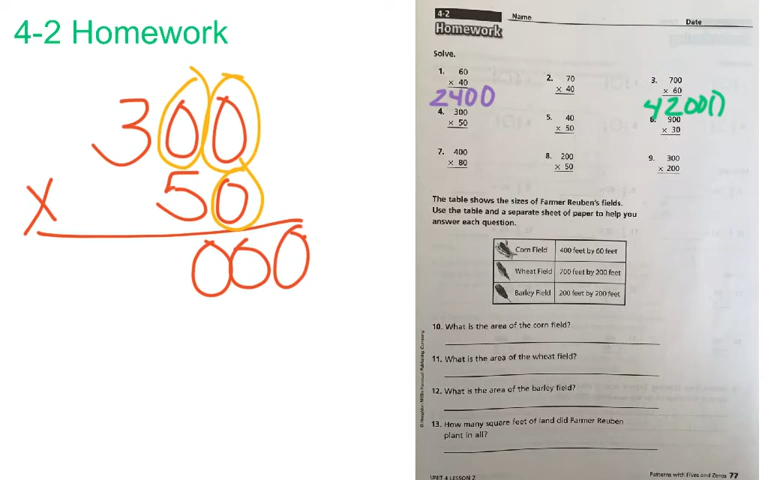 4-2 Homework
300
x 50
000
4-2
Homework
Name
Date
Solve.
1. 60
x 40
2400
2. 70
x 40
3. 700
x 60
42000
4. 300
x 50
5. 40
x 50
6. 900
x 30
7. 400
x 80
8. 200
x 50
9. 300
x 200
The table shows the sizes of Farmer Reuben's fields.
Use the table and a separate sheet of paper to help you
answer each question.
Corn Field 400 feet by 60 feet
Wheat Field 700 feet by 200 feet
Barley Field 200 feet by 200 feet
10. What is the area of the corn field?
11. What is the area of the wheat field?
12. What is the area of the barley field?
13. How many square feet of land did Farmer Reuben
plant in all?
© Houghton Mifflin Harcourt Publishing Company
UNIT 4 LESSON 2
Patterns with Fives and Zeros 77